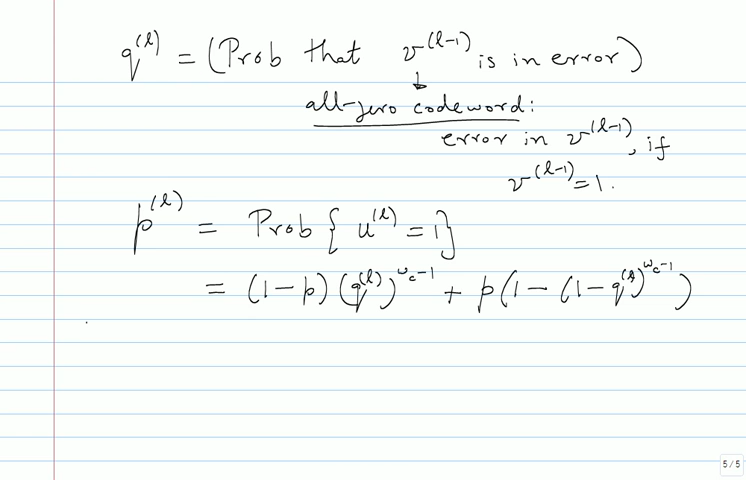 q^(l) = (Prob that v^(l-1) is in error)
↓
all-zero codeword:
error in v^(l-1), if
v^(l-1) = 1.
p^(l) = Prob { u^(l) = 1 }
= (1-p) (q^(l))^(w_c-1) + p(1 - (1-q^(l))^(w_c-1))
5/5